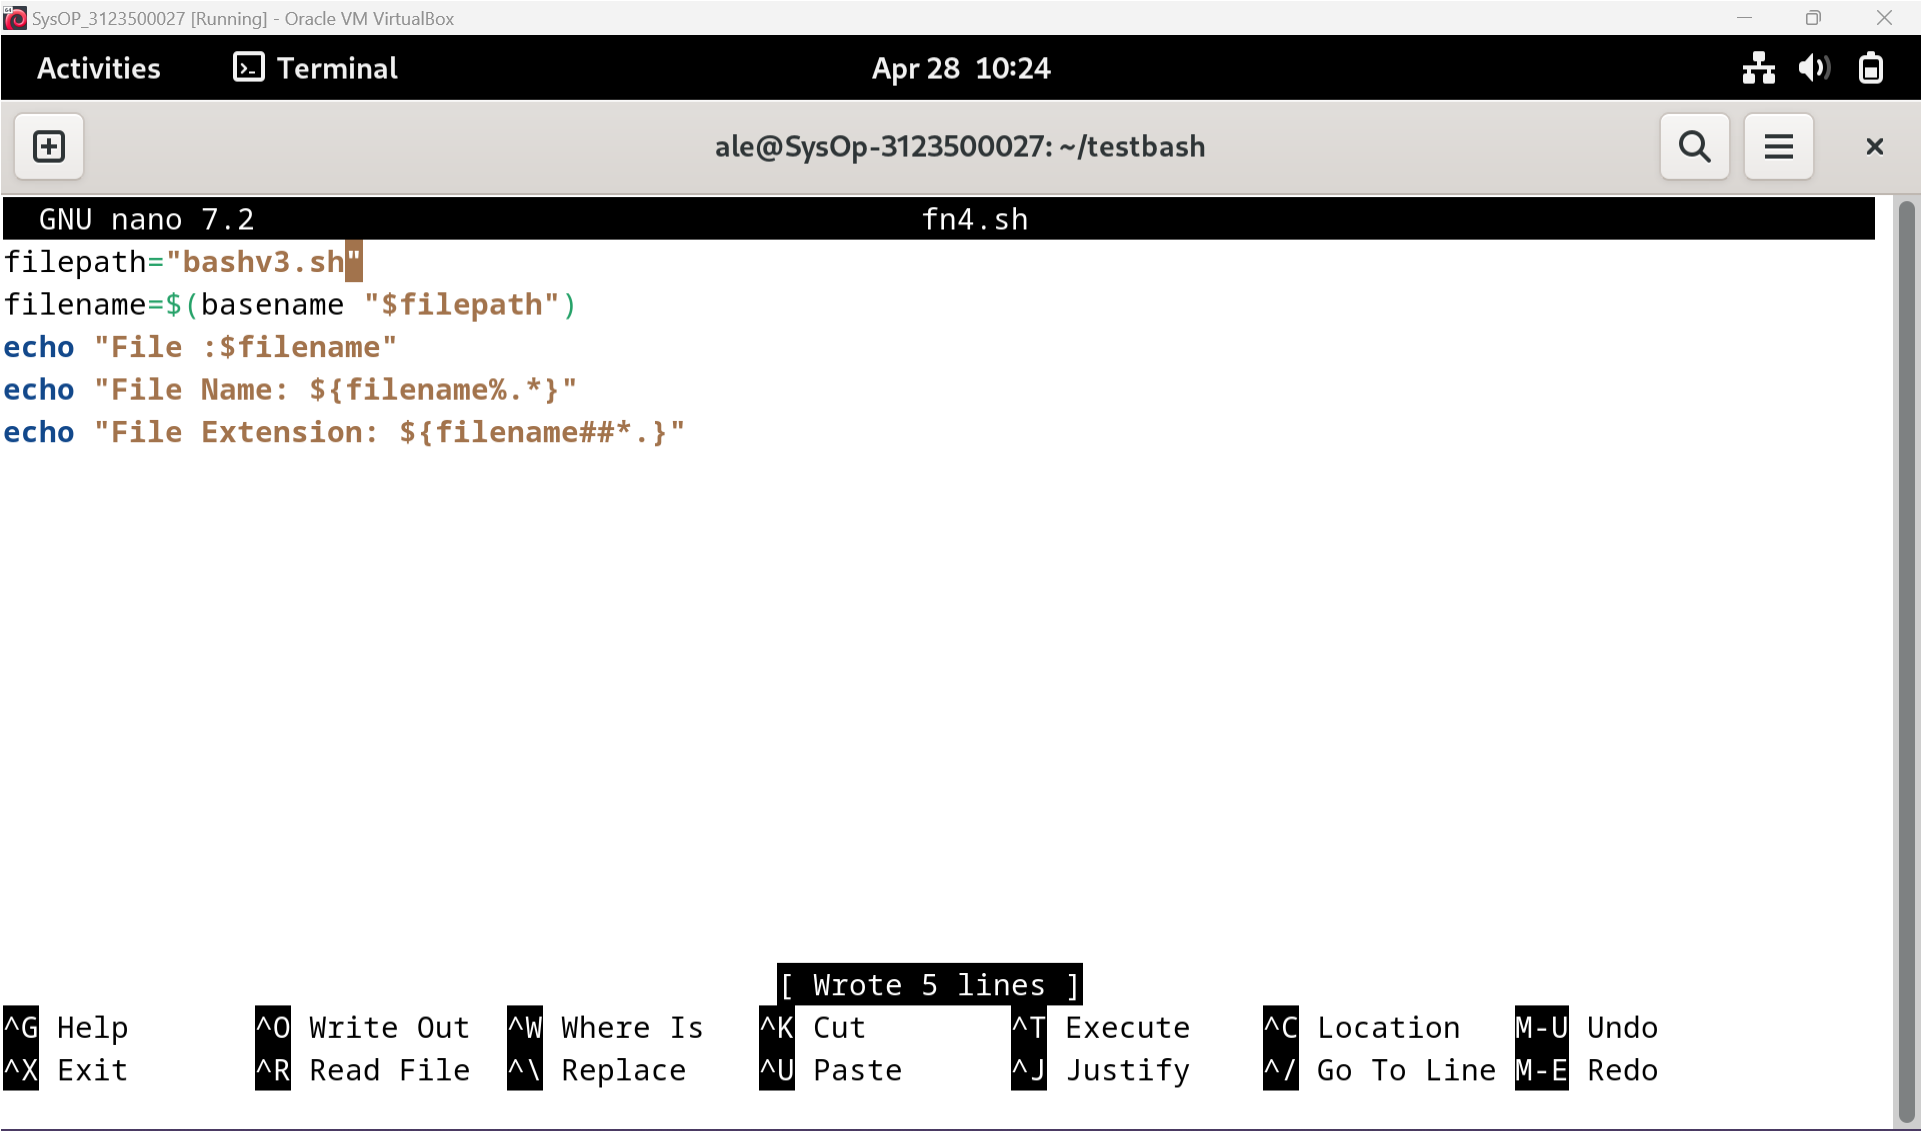 SysOP_3123500027 [Running] - Oracle VM VirtualBox
Activities Terminal Apr 28 10:24
ale@SysOp-3123500027: ~/testbash
GNU nano 7.2 fn4.sh
filepath="bashv3.sh"
filename=$(basename "$filepath")
echo "File :$filename"
echo "File Name: ${filename%.*}"
echo "File Extension: ${filename##*.}"
[ Wrote 5 lines ]
^G Help ^O Write Out ^W Where Is ^K Cut ^T Execute ^C Location M-U Undo
^X Exit ^R Read File ^\ Replace ^U Paste ^J Justify ^/ Go To Line M-E Redo